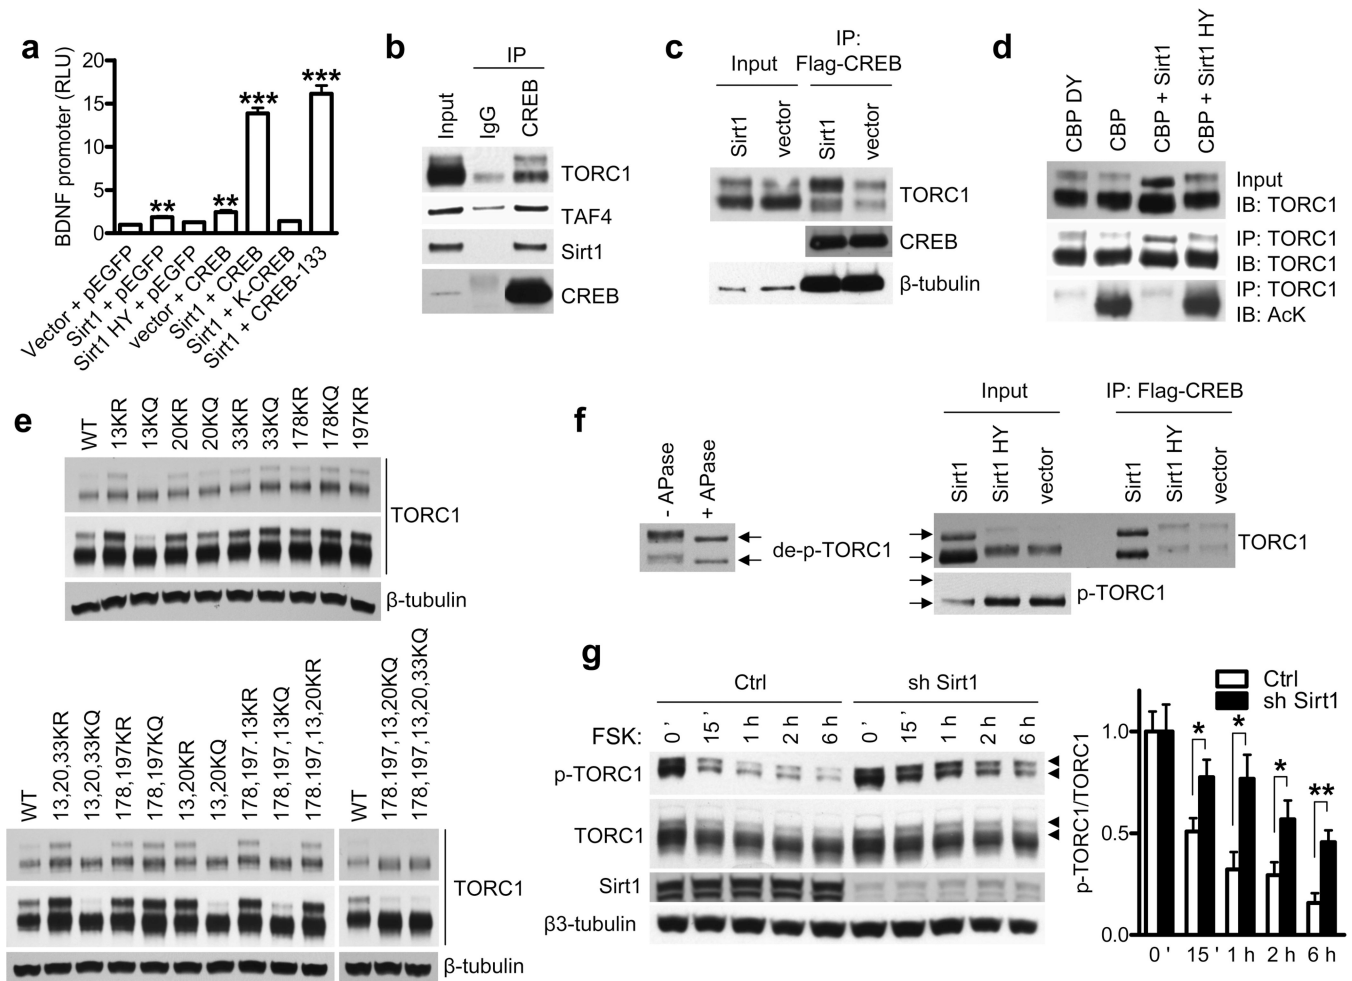 a
BDNF promoter (RLU)
20
15
10
5
0
**
**
***
***
Vector + pEGFP
Sirt1 + pEGFP
Sirt1 HY + pEGFP
vector + CREB
Sirt1 + CREB
Sirt1 + K-CREB
Sirt1 + CREB-133
b
IP
Input
IgG
CREB
TORC1
TAF4
Sirt1
CREB
c
IP:
Input
Flag-CREB
Sirt1
vector
Sirt1
vector
TORC1
CREB
β-tubulin
d
CBP DY
CBP
CBP + Sirt1
CBP + Sirt1 HY
Input
IB: TORC1
IP: TORC1
IB: TORC1
IP: TORC1
IB: AcK
e
WT
13KR
13KQ
20KR
20KQ
33KR
33KQ
178KR
178KQ
197KR
TORC1
β-tubulin
WT
13,20,33KR
13,20,33KQ
178,197KR
178,197KQ
13,20KR
13,20KQ
178,197.13KR
178,197,13KQ
178.197,13,20KR
WT
178.197,13,20KQ
178,197,13,20,33KQ
TORC1
β-tubulin
f
- APase
+ APase
de-p-TORC1
Input
IP: Flag-CREB
Sirt1
Sirt1 HY
vector
Sirt1
Sirt1 HY
vector
TORC1
p-TORC1
g
Ctrl
sh Sirt1
FSK:
0'
15'
1 h
2 h
6 h
0'
15'
1 h
2 h
6 h
p-TORC1
TORC1
Sirt1
β3-tubulin
Ctrl
sh Sirt1
p-TORC1/TORC1
1.0
0.5
0.0
*
*
*
**
0 '
15 '
1 h
2 h
6 h